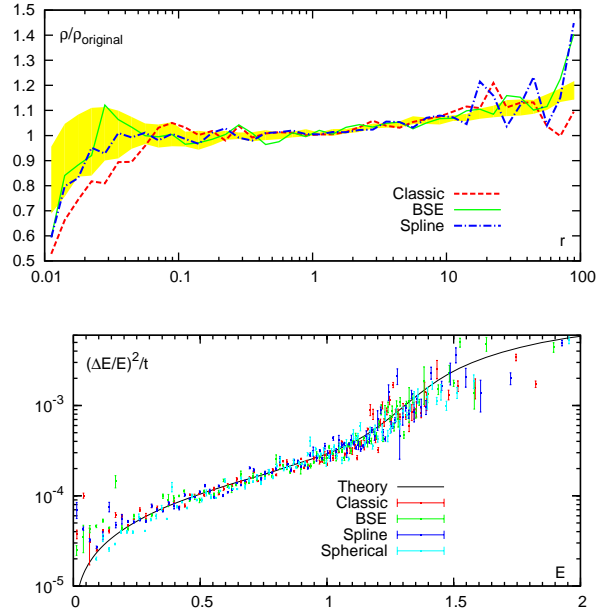 ρ/ρoriginal
1.5
1.4
1.3
1.2
1.1
1
0.9
0.8
0.7
0.6
0.5
Classic
BSE
Spline
r
0.01 0.1 1 10 100
(ΔE/E)²/t
10⁻³
10⁻⁴
10⁻⁵
Theory
Classic
BSE
Spline
Spherical
E
0 0.5 1 1.5 2